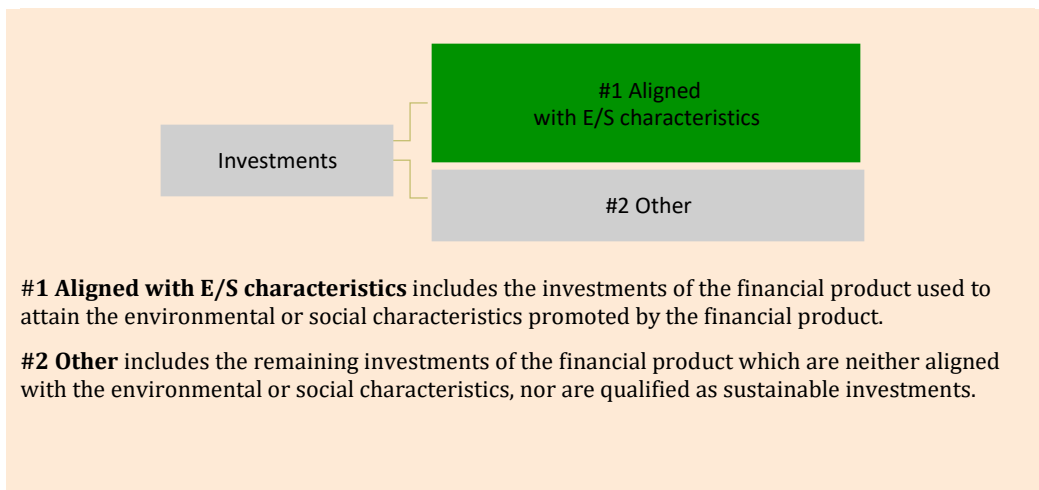 #1 Aligned
with E/S characteristics
Investments
#2 Other
#1 Aligned with E/S characteristics includes the investments of the financial product used to
attain the environmental or social characteristics promoted by the financial product.
#2 Other includes the remaining investments of the financial product which are neither aligned
with the environmental or social characteristics, nor are qualified as sustainable investments.